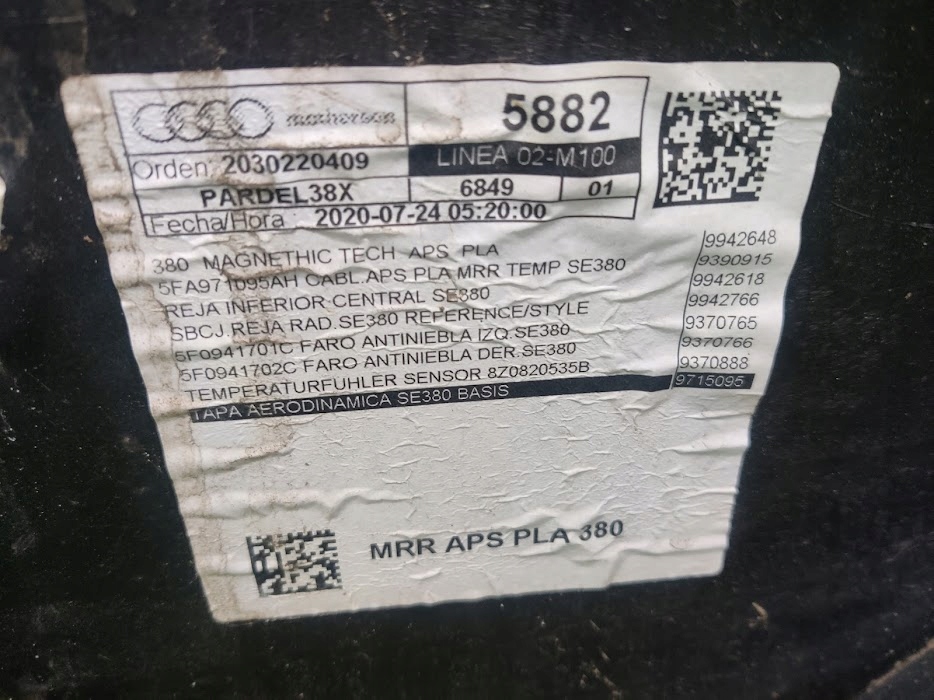 motherson 5882
Orden: 2030220409 LINEA 02-M100
PARDEL38X 6849 01
Fecha/Hora : 2020-07-24 05:20:00
380 MAGNETHIC TECH APS PLA 9942648
5FA971095AH CABL.APS PLA MRR TEMP SE380 9390915
REJA INFERIOR CENTRAL SE380 9942618
SBCJ.REJA RAD.SE380 REFERENCE/STYLE 9942766
5F0941701C FARO ANTINIEBLA IZQ.SE380 9370765
5F0941702C FARO ANTINIEBLA DER.SE380 9370766
TEMPERATURFUHLER SENSOR 8Z0820535B 9370888
TAPA AERODINAMICA SE380 BASIS 9715095
MRR APS PLA 380